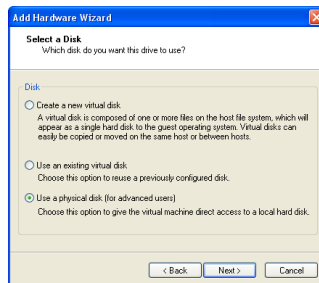 Add Hardware Wizard
Select a Disk
Which disk do you want this drive to use?
Disk
Create a new virtual disk
A virtual disk is composed of one or more files on the host file system, which will
appear as a single hard disk to the guest operating system. Virtual disks can
easily be copied or moved on the same host or between hosts.
Use an existing virtual disk
Choose this option to reuse a previously configured disk.
Use a physical disk (for advanced users)
Choose this option to give the virtual machine direct access to a local hard disk.
< Back
Next >
Cancel